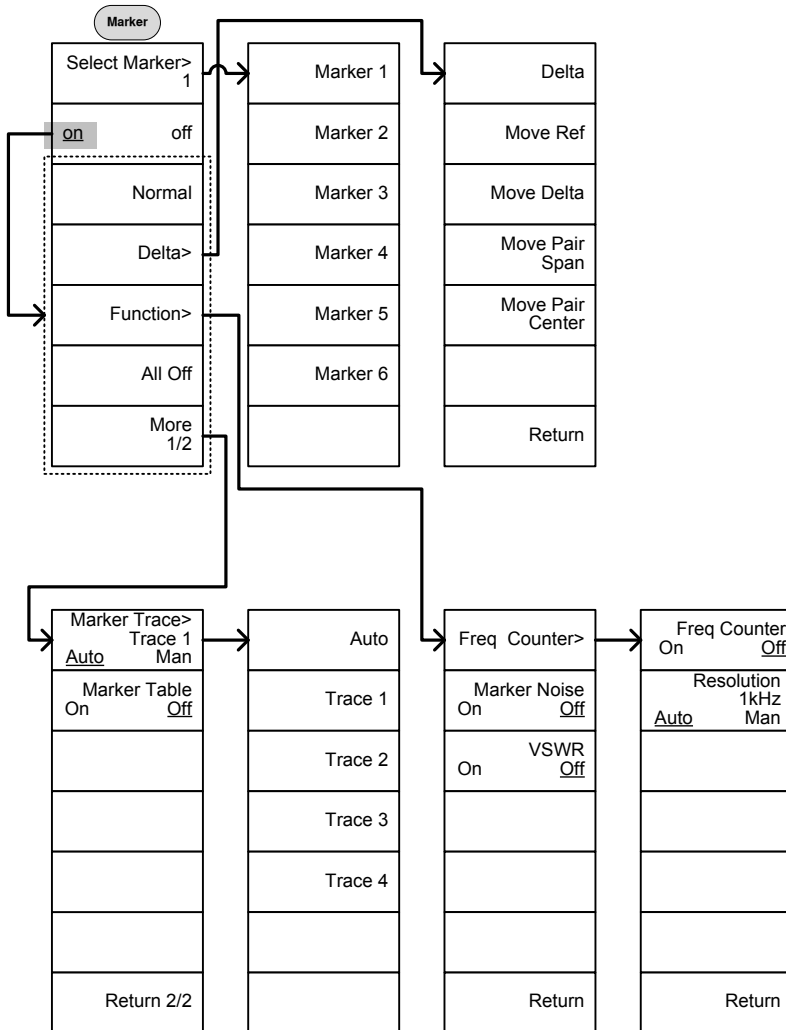 Marker
Select Marker>
1
on off
Normal
Delta>
Function>
All Off
More
1/2
Marker 1
Marker 2
Marker 3
Marker 4
Marker 5
Marker 6
Delta
Move Ref
Move Delta
Move Pair
Span
Move Pair
Center
Return
Marker Trace>
Trace 1
Auto Man
Marker Table
On Off
Return 2/2
Auto
Trace 1
Trace 2
Trace 3
Trace 4
Freq Counter>
Marker Noise
On Off
VSWR
On Off
Return
Freq Counter
On Off
Resolution
1kHz
Auto Man
Return